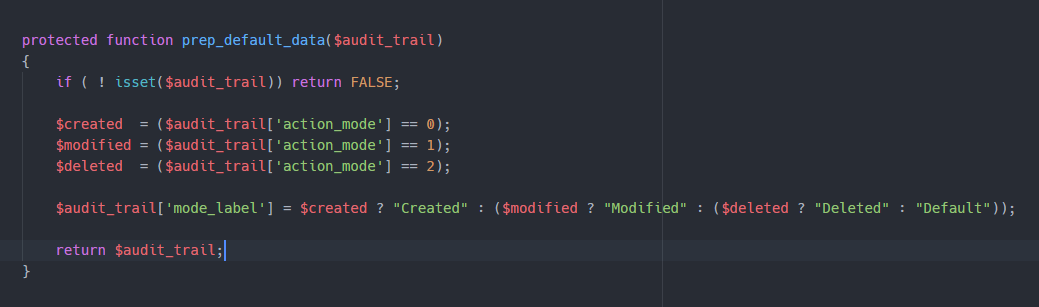 protected function prep_default_data($audit_trail)
{
if ( ! isset($audit_trail)) return FALSE;
$created  = ($audit_trail['action_mode'] == 0);
$modified = ($audit_trail['action_mode'] == 1);
$deleted  = ($audit_trail['action_mode'] == 2);
$audit_trail['mode_label'] = $created ? "Created" : ($modified ? "Modified" : ($deleted ? "Deleted" : "Default"));
return $audit_trail;
}